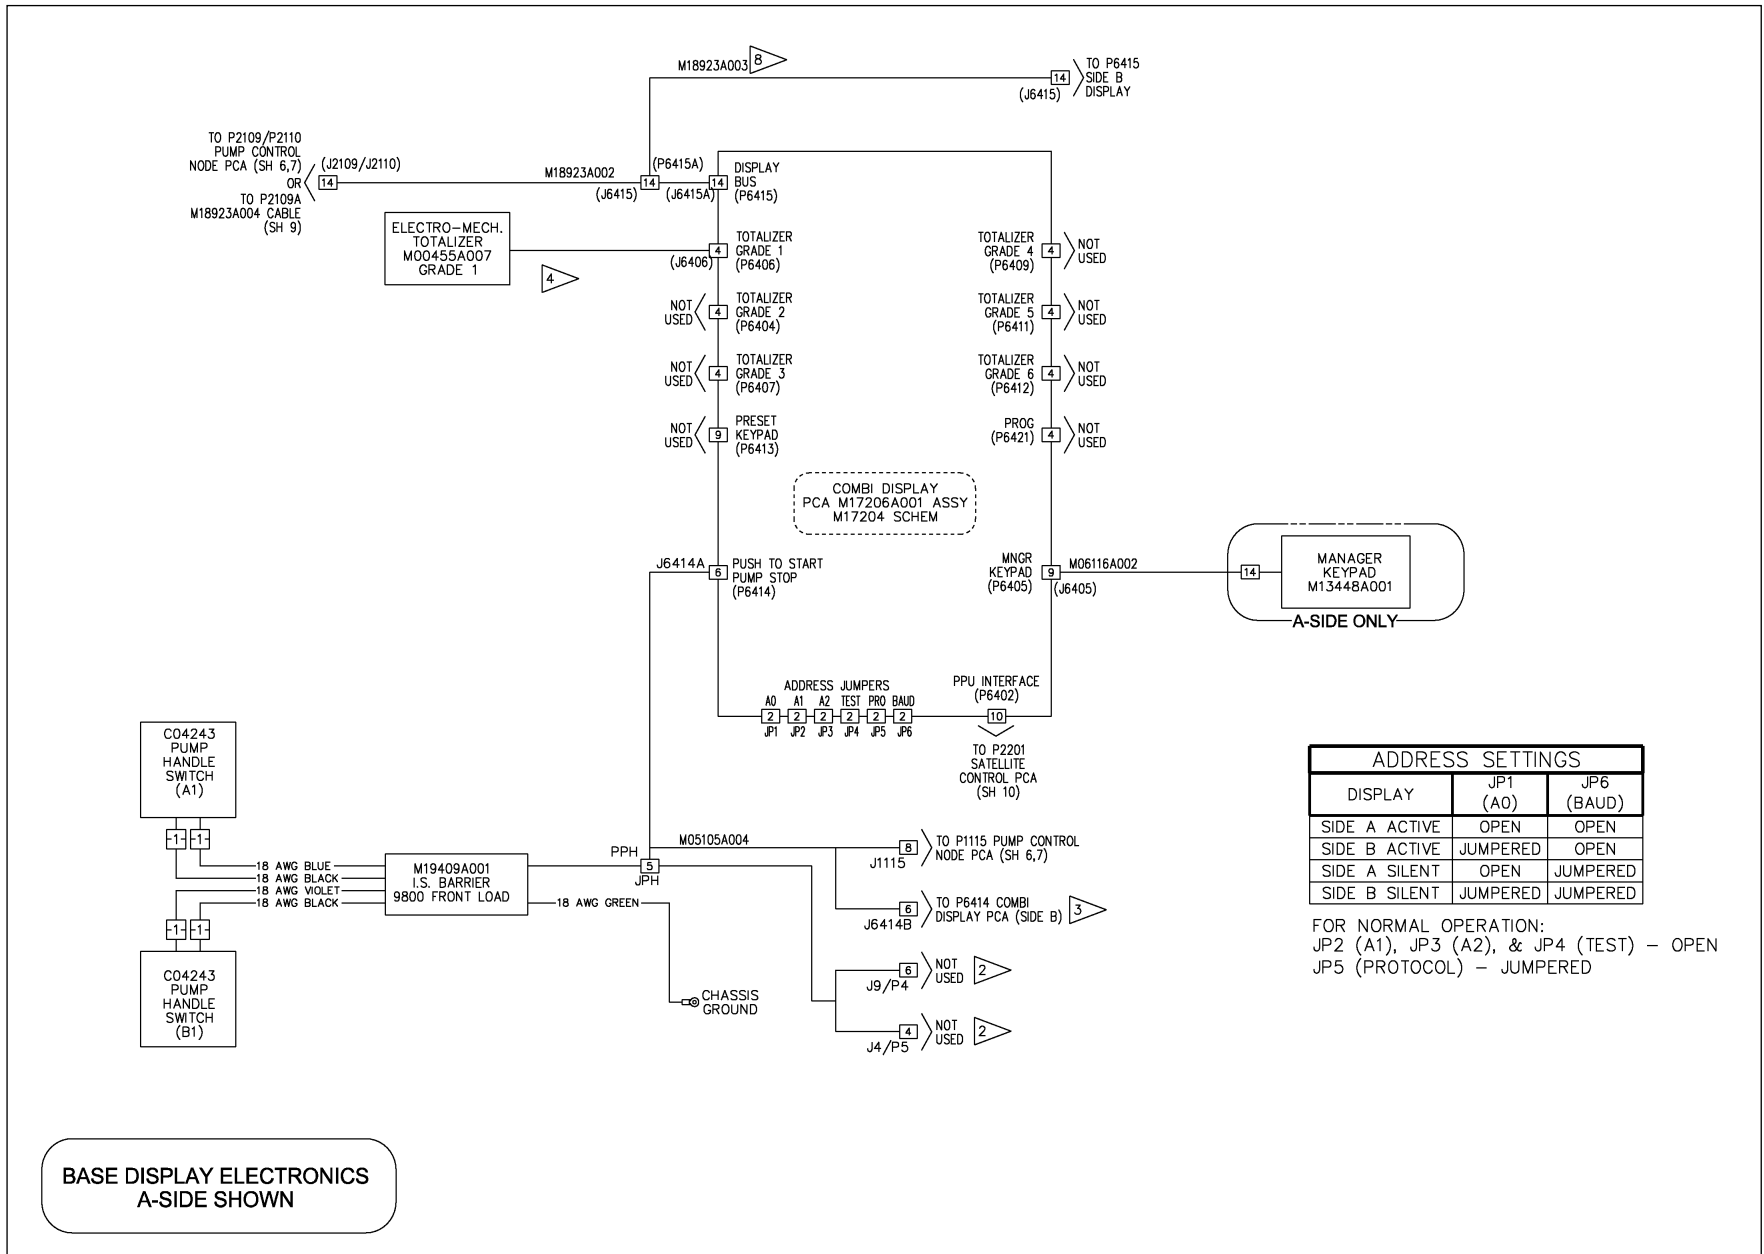 M18923A003
8
14
(J6415)
TO P6415
SIDE B
DISPLAY
TO P2109/P2110
PUMP CONTROL
NODE PCA (SH 6,7)
OR
TO P2109A
M18923A004 CABLE
(SH 9)
(J2109/J2110)
14
M18923A002
(J6415)
14
(P6415A)
(J6415A)
14
DISPLAY
BUS
(P6415)
ELECTRO-MECH.
TOTALIZER
M00455A007
GRADE 1
4
(J6406)
4
TOTALIZER
GRADE 1
(P6406)
NOT
USED
4
TOTALIZER
GRADE 2
(P6404)
NOT
USED
4
TOTALIZER
GRADE 3
(P6407)
NOT
USED
9
PRESET
KEYPAD
(P6413)
TOTALIZER
GRADE 4
(P6409)
4
NOT
USED
TOTALIZER
GRADE 5
(P6411)
4
NOT
USED
TOTALIZER
GRADE 6
(P6412)
4
NOT
USED
PROG
(P6421)
4
NOT
USED
COMBI DISPLAY
PCA M17206A001 ASSY
M17204 SCHEM
J6414A
6
PUSH TO START
PUMP STOP
(P6414)
MNGR
KEYPAD
(P6405)
9
M06116A002
(J6405)
14
MANAGER
KEYPAD
M13448A001
A-SIDE ONLY
ADDRESS JUMPERS
A0 A1 A2 TEST PRO BAUD
2 2 2 2 2 2
JP1 JP2 JP3 JP4 JP5 JP6
PPU INTERFACE
(P6402)
10
TO P2201
SATELLITE
CONTROL PCA
(SH 10)
C04243
PUMP
HANDLE
SWITCH
(A1)
-1- -1-
18 AWG BLUE
18 AWG BLACK
18 AWG VIOLET
18 AWG BLACK
-1- -1-
C04243
PUMP
HANDLE
SWITCH
(B1)
M19409A001
I.S. BARRIER
9800 FRONT LOAD
18 AWG GREEN
CHASSIS
GROUND
PPH
5
JPH
M05105A004
8
J1115
TO P1115 PUMP CONTROL
NODE PCA (SH 6,7)
6
J6414B
TO P6414 COMBI
DISPLAY PCA (SIDE B)
3
6
J9/P4
NOT
USED
2
4
J4/P5
NOT
USED
2
ADDRESS SETTINGS
DISPLAY JP1 (A0) JP6 (BAUD)
SIDE A ACTIVE OPEN OPEN
SIDE B ACTIVE JUMPERED OPEN
SIDE A SILENT OPEN JUMPERED
SIDE B SILENT JUMPERED JUMPERED
FOR NORMAL OPERATION:
JP2 (A1), JP3 (A2), & JP4 (TEST) – OPEN
JP5 (PROTOCOL) – JUMPERED
BASE DISPLAY ELECTRONICS
A-SIDE SHOWN